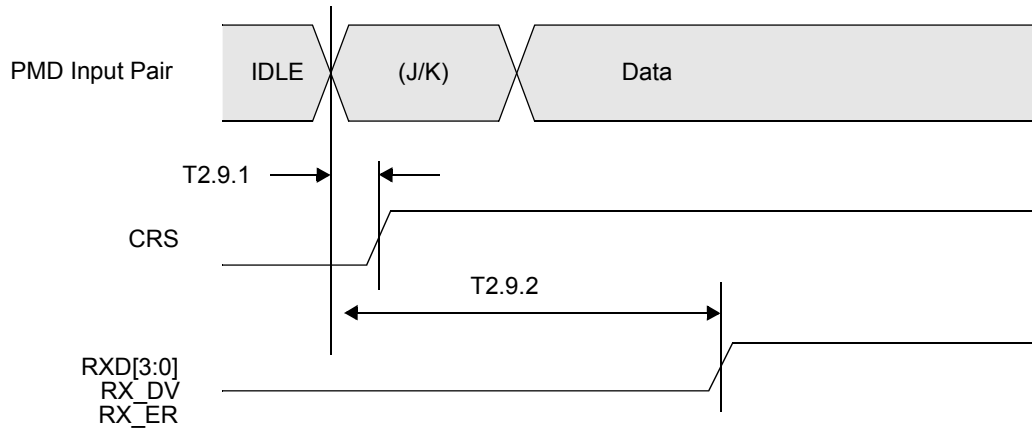 PMD Input Pair
IDLE
(J/K)
Data
T2.9.1
CRS
T2.9.2
RXD[3:0]
RX_DV
RX_ER